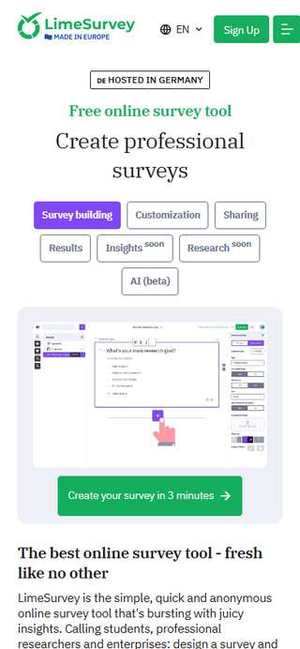 LimeSurvey
MADE IN EUROPE
EN
Sign Up
DE HOSTED IN GERMANY
Free online survey tool
Create professional
surveys
Survey building
Customization
Sharing
Results
Insights soon
Research soon
AI (beta)
What's your main research goal?
Create your survey in 3 minutes →
The best online survey tool - fresh
like no other
LimeSurvey is the simple, quick and anonymous
online survey tool that's bursting with juicy
insights. Calling students, professional
researchers and enterprises: design a survey and